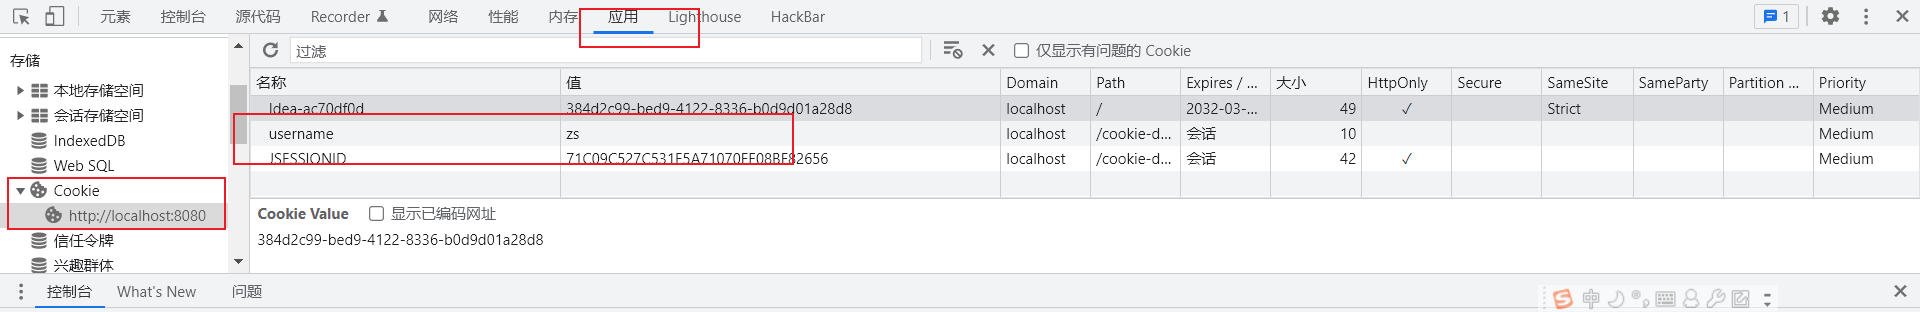 元素 控制台 源代码 Recorder 网络 性能 内存 应用 Lighthouse HackBar 1
存储
过滤 仅显示有问题的 Cookie
名称 值 Domain Path Expires / ... 大小 HttpOnly Secure SameSite SameParty Partition ... Priority
本地存储空间
Idea-ac70df0d 384d2c99-bed9-4122-8336-b0d9d01a28d8 localhost / 2032-03-... 49 ✓ Strict Medium
会话存储空间
username zs localhost /cookie-d... 会话 10 Medium
IndexedDB
JSESSIONID 71C09C527C531F5A71070FF08BF82656 localhost /cookie-d... 会话 42 ✓ Medium
Web SQL
Cookie
http://localhost:8080
Cookie Value 显示已编码网址
信任令牌
384d2c99-bed9-4122-8336-b0d9d01a28d8
兴趣群体
控制台 What's New 问题
中